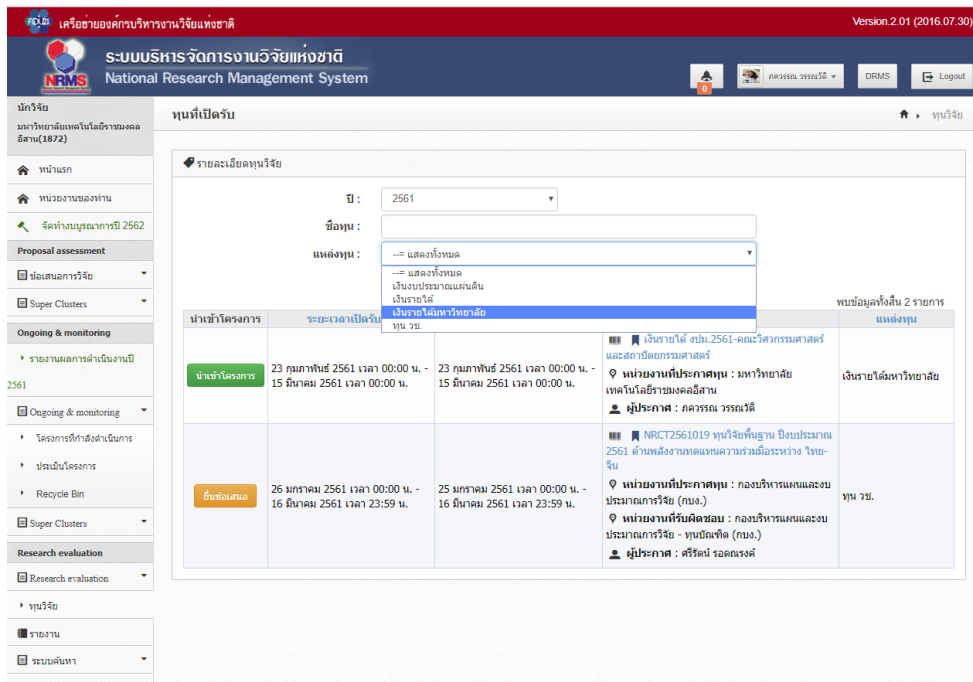 คอบช. เครือข่ายองค์กรบริหารงานวิจัยแห่งชาติ
Version.2.01 (2016.07.30)
NRMS
ระบบบริหารจัดการงานวิจัยแห่งชาติ
National Research Management System
0
ภควรรณ วรรณวัติ
DRMS
Logout
นักวิจัย
มหาวิทยาลัยเทคโนโลยีราชมงคล
อีสาน(1872)
หน้าแรก
หน่วยงานของท่าน
จัดทำงบบูรณาการปี 2562
Proposal assessment
ข้อเสนอการวิจัย
Super Clusters
Ongoing & monitoring
รายงานผลการดำเนินงานปี
2561
Ongoing & monitoring
โครงการที่กำลังดำเนินการ
ประเมินโครงการ
Recycle Bin
Super Clusters
Research evaluation
Research evaluation
ทุนวิจัย
รายงาน
ระบบค้นหา
ทุนที่เปิดรับ
ทุนวิจัย
รายละเอียดทุนวิจัย
ปี :
2561
ชื่อทุน :
แหล่งทุน :
--= แสดงทั้งหมด
--= แสดงทั้งหมด
เงินงบประมาณแผ่นดิน
เงินรายได้
เงินรายได้มหาวิทยาลัย
ทุน วช.
พบข้อมูลทั้งสิ้น 2 รายการ
นำเข้าโครงการ
ระยะเวลาเปิดรับ
แหล่งทุน
นำเข้าโครงการ
23 กุมภาพันธ์ 2561 เวลา 00:00 น. -
15 มีนาคม 2561 เวลา 00:00 น.
23 กุมภาพันธ์ 2561 เวลา 00:00 น. -
15 มีนาคม 2561 เวลา 00:00 น.
เงินรายได้ งปม.2561-คณะวิศวกรรมศาสตร์
และสถาปัตยกรรมศาสตร์
หน่วยงานที่ประกาศทุน : มหาวิทยาลัย
เทคโนโลยีราชมงคลอีสาน
ผู้ประกาศ : ภควรรณ วรรณวัติ
เงินรายได้มหาวิทยาลัย
ยื่นข้อเสนอ
26 มกราคม 2561 เวลา 00:00 น. -
16 มีนาคม 2561 เวลา 23:59 น.
25 มกราคม 2561 เวลา 00:00 น. -
16 มีนาคม 2561 เวลา 23:59 น.
NRCT2561019 ทุนวิจัยพื้นฐาน ปีงบประมาณ
2561 ด้านพลังงานทดแทนความร่วมมือระหว่าง ไทย-
จีน
หน่วยงานที่ประกาศทุน : กองบริหารแผนและงบ
ประมาณการวิจัย (กบง.)
หน่วยงานที่รับผิดชอบ : กองบริหารแผนและงบ
ประมาณการวิจัย - ทุนบัณฑิต (กบง.)
ผู้ประกาศ : ศรีรัตน์ รอดณรงค์
ทุน วช.